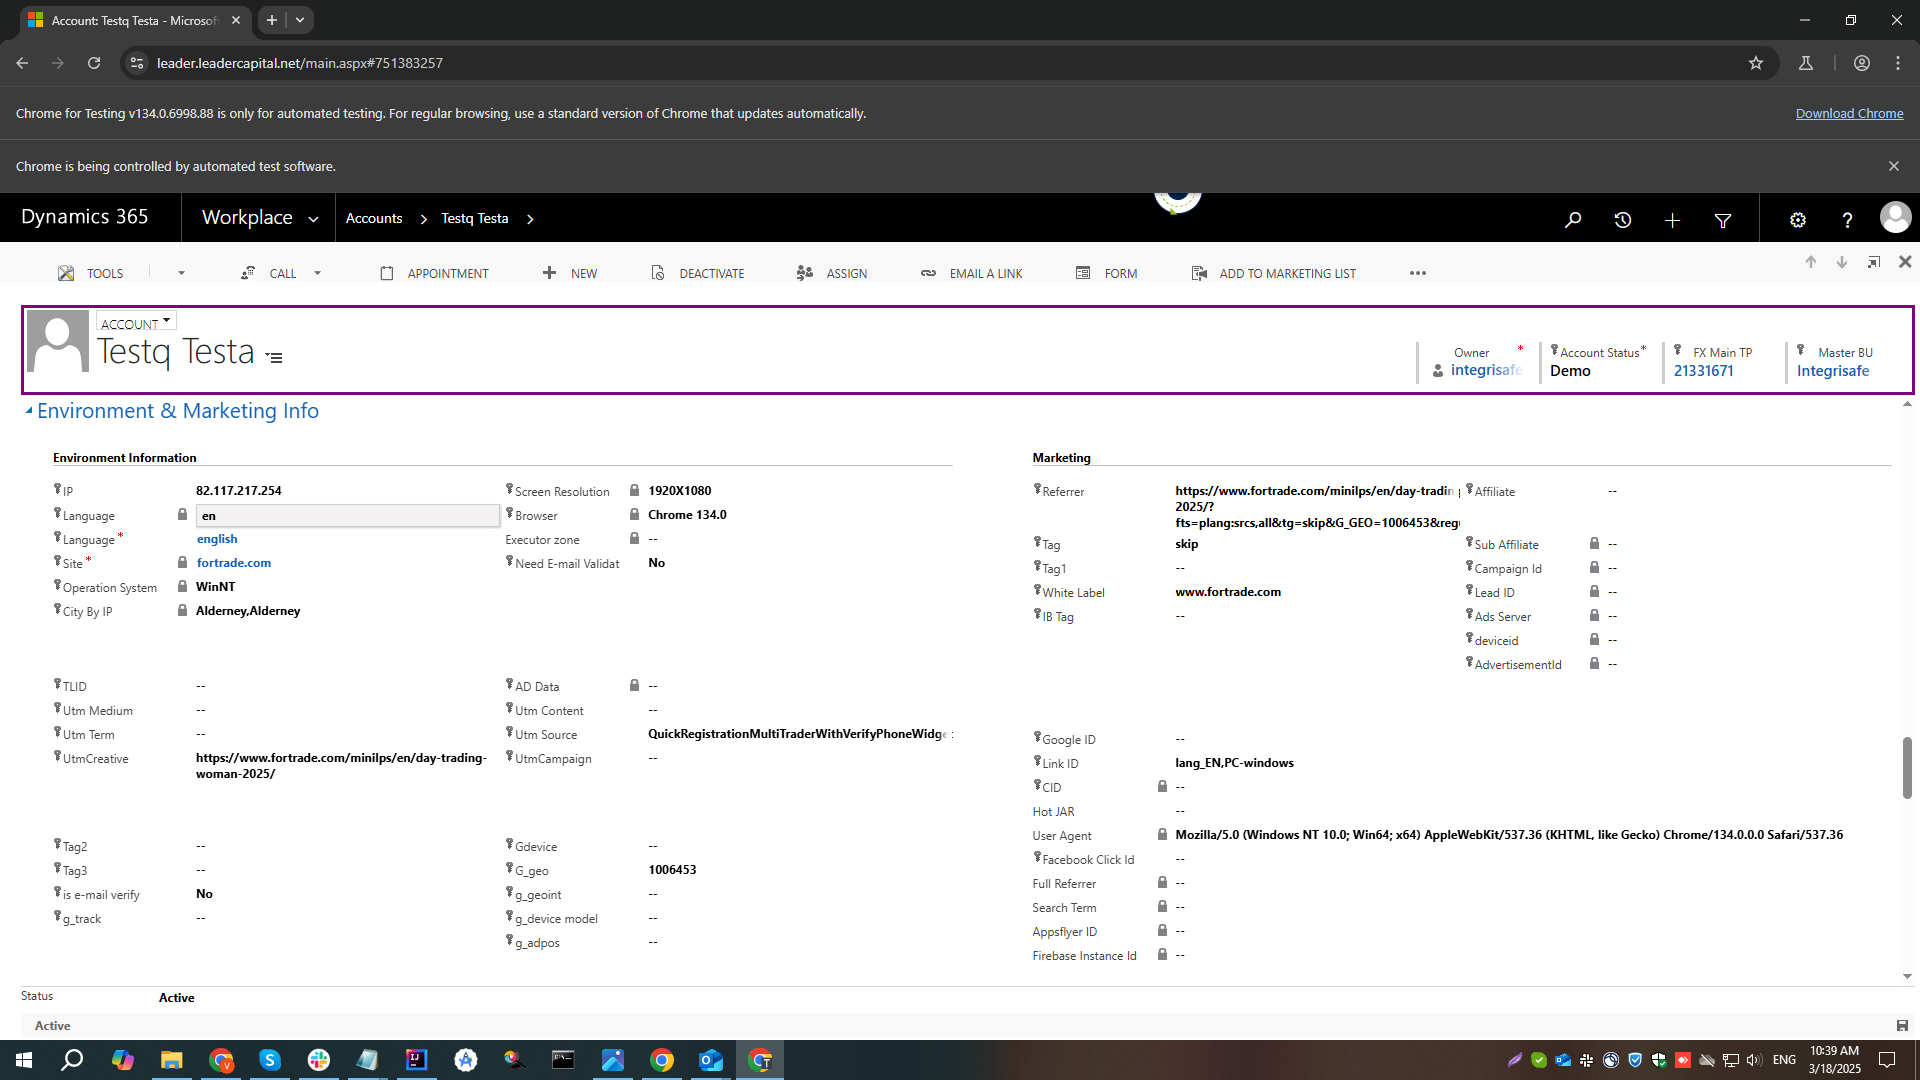 Account: Testq Testa - Microsof
leader.leadercapital.net/main.aspx#751383257
Chrome for Testing v134.0.6998.88 is only for automated testing. For regular browsing, use a standard version of Chrome that updates automatically.
Download Chrome
Chrome is being controlled by automated test software.
Dynamics 365
Workplace
Accounts
Testq Testa
TOOLS
CALL
APPOINTMENT
NEW
DEACTIVATE
ASSIGN
EMAIL A LINK
FORM
ADD TO MARKETING LIST
ACCOUNT
Testq Testa
Owner *
integrisafe
Account Status*
Demo
FX Main TP
21331671
Master BU
Integrisafe
Environment & Marketing Info
Environment Information
IP 82.117.217.254
Language en
Language * english
Site * fortrade.com
Operation System WinNT
City By IP Alderney,Alderney
Screen Resolution 1920X1080
Browser Chrome 134.0
Executor zone --
Need E-mail Validat No
TLID --
Utm Medium --
Utm Term --
UtmCreative https://www.fortrade.com/minilps/en/day-trading-
woman-2025/
AD Data --
Utm Content --
Utm Source QuickRegistrationMultiTraderWithVerifyPhoneWidge
UtmCampaign --
Tag2 --
Tag3 --
is e-mail verify No
g_track --
Gdevice --
G_geo 1006453
g_geoint --
g_device model --
g_adpos --
Marketing
Referrer https://www.fortrade.com/minilps/en/day-tradin
2025/?
fts=plang:srcs,all&tg=skip&G_GEO=1006453&reg
Tag skip
Tag1 --
White Label www.fortrade.com
IB Tag --
Affiliate --
Sub Affiliate --
Campaign Id --
Lead ID --
Ads Server --
deviceid --
AdvertisementId --
Google ID --
Link ID lang_EN,PC-windows
CID --
Hot JAR --
User Agent Mozilla/5.0 (Windows NT 10.0; Win64; x64) AppleWebKit/537.36 (KHTML, like Gecko) Chrome/134.0.0.0 Safari/537.36
Facebook Click Id --
Full Referrer --
Search Term --
Appsflyer ID --
Firebase Instance Id --
Status Active
Active
ENG
10:39 AM
3/18/2025